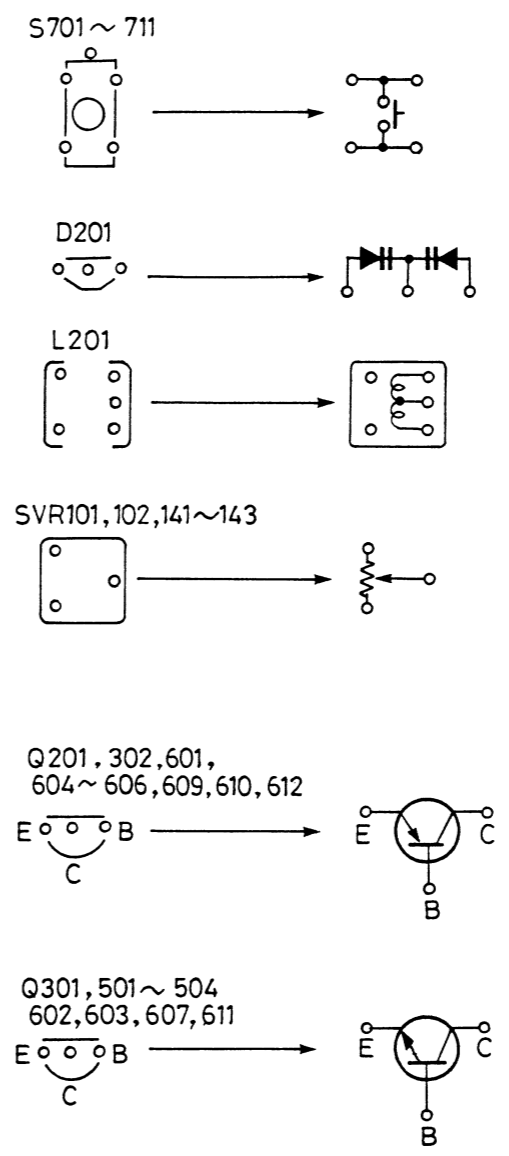 S701～711
D201
L201
SVR101,102,141～143
Q201,302,601,
604～606,609,610,612
E B
C
E C
B
Q301,501～504
602,603,607,611
E B
C
E C
B